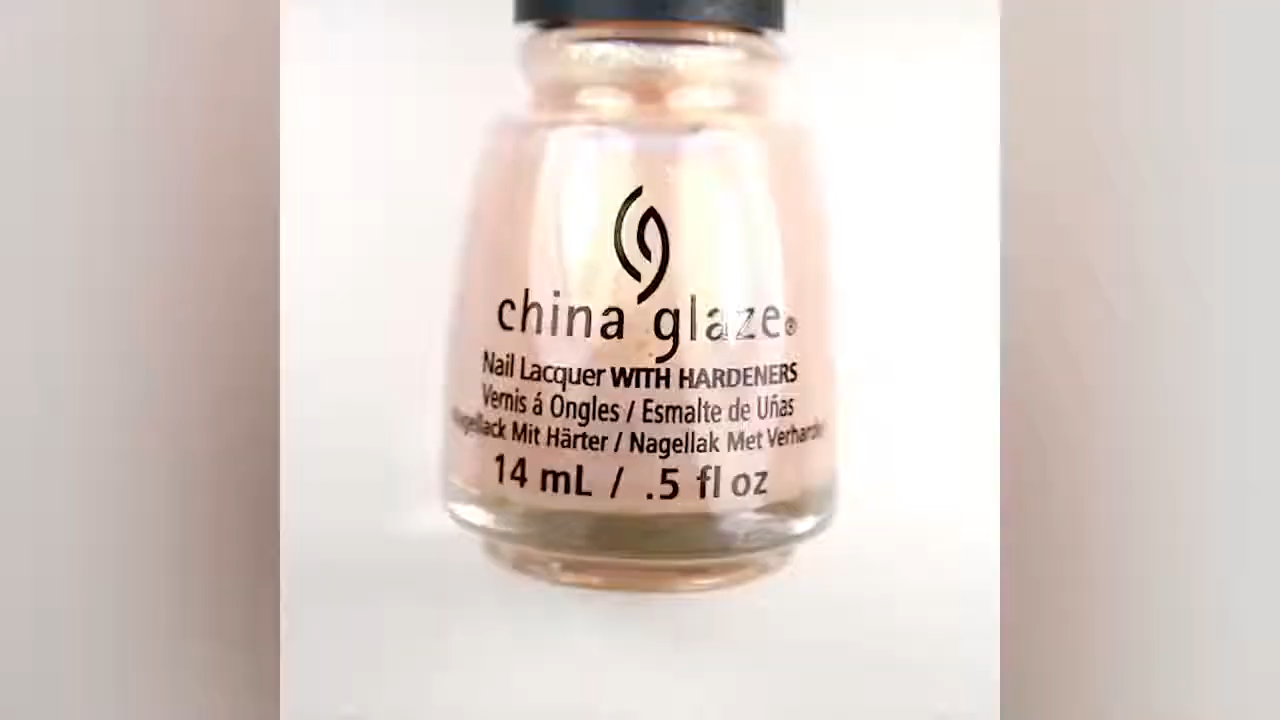 china glaze®
Nail Lacquer WITH HARDENERS
Vernis á Ongles / Esmalte de Uñas
Mit Härter / Nagellak Met
14 mL / .5 fl oz